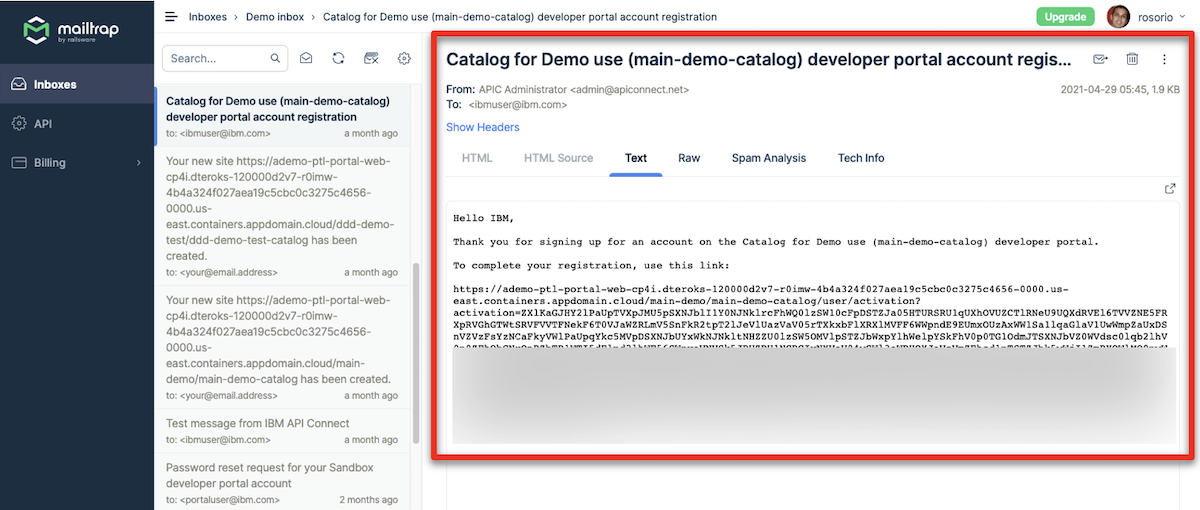 mailtrap
by railsware
Inboxes
API
Billing
Inboxes › Demo inbox › Catalog for Demo use (main-demo-catalog) developer portal account registration
Upgrade
rosorio
Search...
Catalog for Demo use (main-demo-catalog)
developer portal account registration
to: <ibmuser@ibm.com> a month ago
Your new site https://ademo-ptl-portal-web-
cp4i.dteroks-120000d2v7-r0imw-
4b4a324f027aea19c5cbc0c3275c4656-
0000.us-
east.containers.appdomain.cloud/ddd-demo-
test/ddd-demo-test-catalog has been
created.
to: <your@email.address> a month ago
Your new site https://ademo-ptl-portal-web-
cp4i.dteroks-120000d2v7-r0imw-
4b4a324f027aea19c5cbc0c3275c4656-
0000.us-
east.containers.appdomain.cloud/main-
demo/main-demo-catalog has been created.
to: <your@email.address> a month ago
Test message from IBM API Connect
to: <ibmuser@ibm.com> a month ago
Password reset request for your Sandbox
developer portal account
to: <portaluser@ibm.com> 2 months ago
Catalog for Demo use (main-demo-catalog) developer portal account regis...
From: APIC Administrator <admin@apiconnect.net>
2021-04-29 05:45, 1.9 KB
To: <ibmuser@ibm.com>
Show Headers
HTML HTML Source Text Raw Spam Analysis Tech Info
Hello IBM,
Thank you for signing up for an account on the Catalog for Demo use (main-demo-catalog) developer portal.
To complete your registration, use this link:
https://ademo-ptl-portal-web-cp4i.dteroks-120000d2v7-r0imw-4b4a324f027aea19c5cbc0c3275c4656-0000.us-
east.containers.appdomain.cloud/main-demo/main-demo-catalog/user/activation?